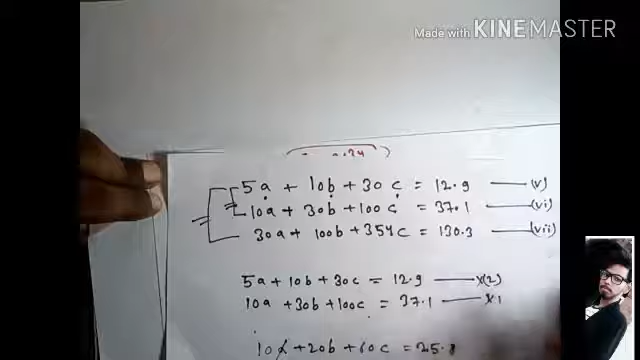 Made with KINEMASTER
5a + 10b + 30c = 12.9 —— (v)
10a + 30b + 100c = 37.1 —— (vi)
30a + 100b + 354c = 130.3 —— (vii)
5a + 10b + 30c = 12.9 —— x(2)
10a + 30b + 100c = 37.1 —— x1
10a + 20b + 60c = 25.8